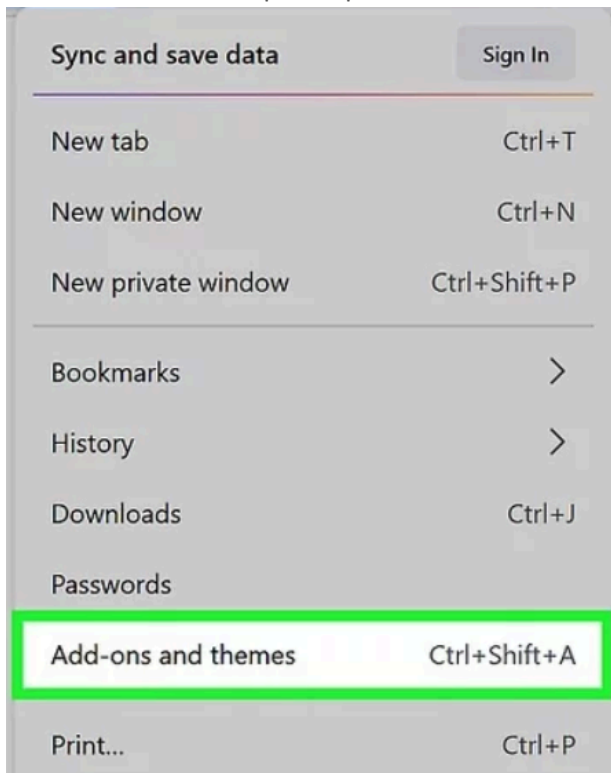 Sync and save data Sign In
New tab Ctrl+T
New window Ctrl+N
New private window Ctrl+Shift+P
Bookmarks
History
Downloads Ctrl+J
Passwords
Add-ons and themes Ctrl+Shift+A
Print... Ctrl+P